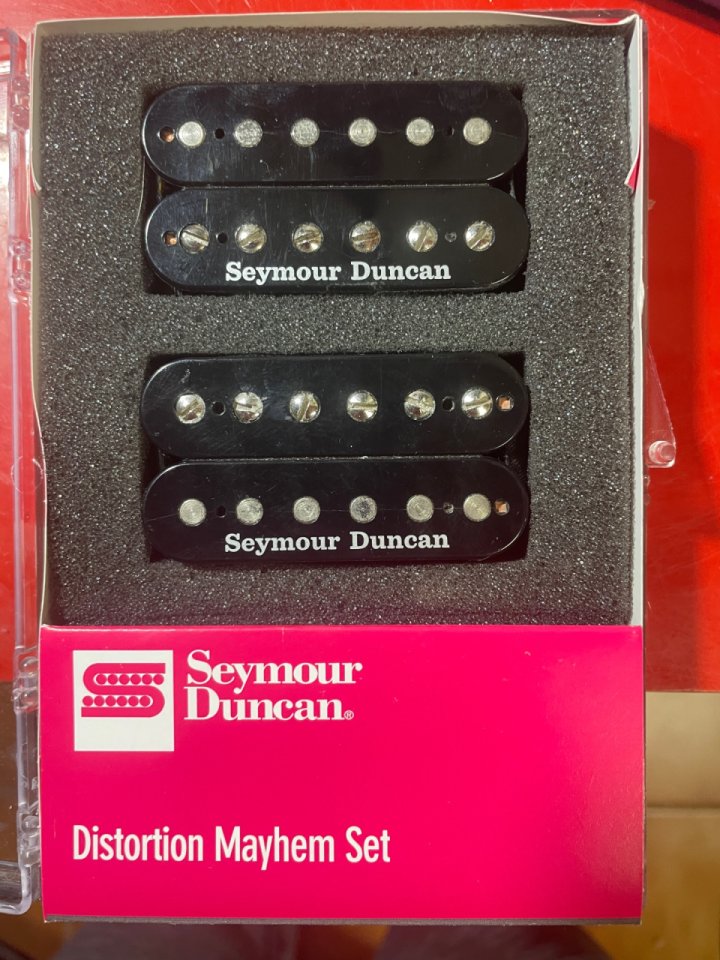 Seymour Duncan
Seymour Duncan
Seymour
Duncan®
Distortion Mayhem Set